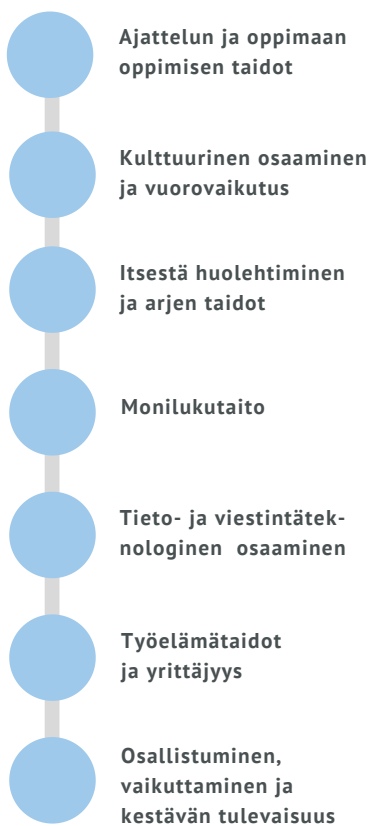 Ajattelun ja oppimaan
oppimisen taidot
Kulttuurinen osaaminen
ja vuorovaikutus
Itsestä huolehtiminen
ja arjen taidot
Monilukutaito
Tieto- ja viestintätek-
nologinen  osaaminen
Työelämätaidot
ja yrittäjyys
Osallistuminen,
vaikuttaminen ja
kestävän tulevaisuus